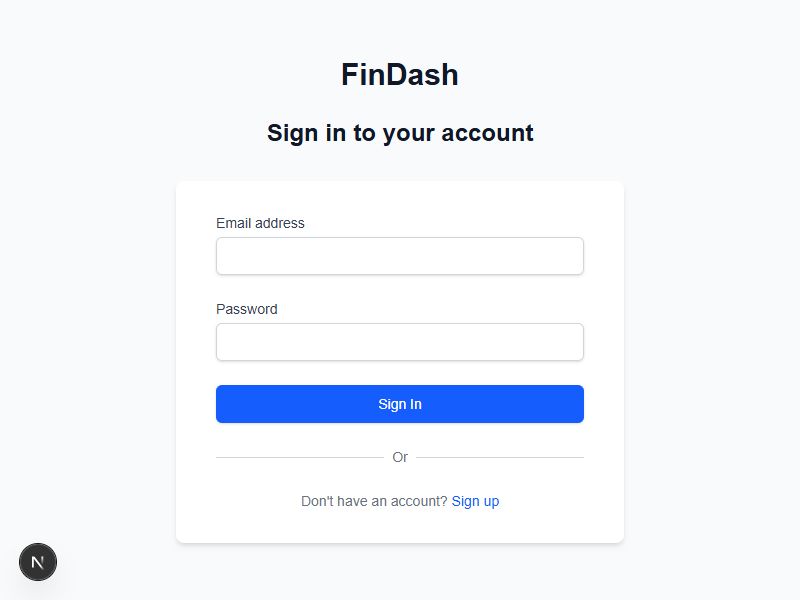 FinDash
Sign in to your account
Email address
Password
Sign In
Or
Don't have an account? Sign up
N